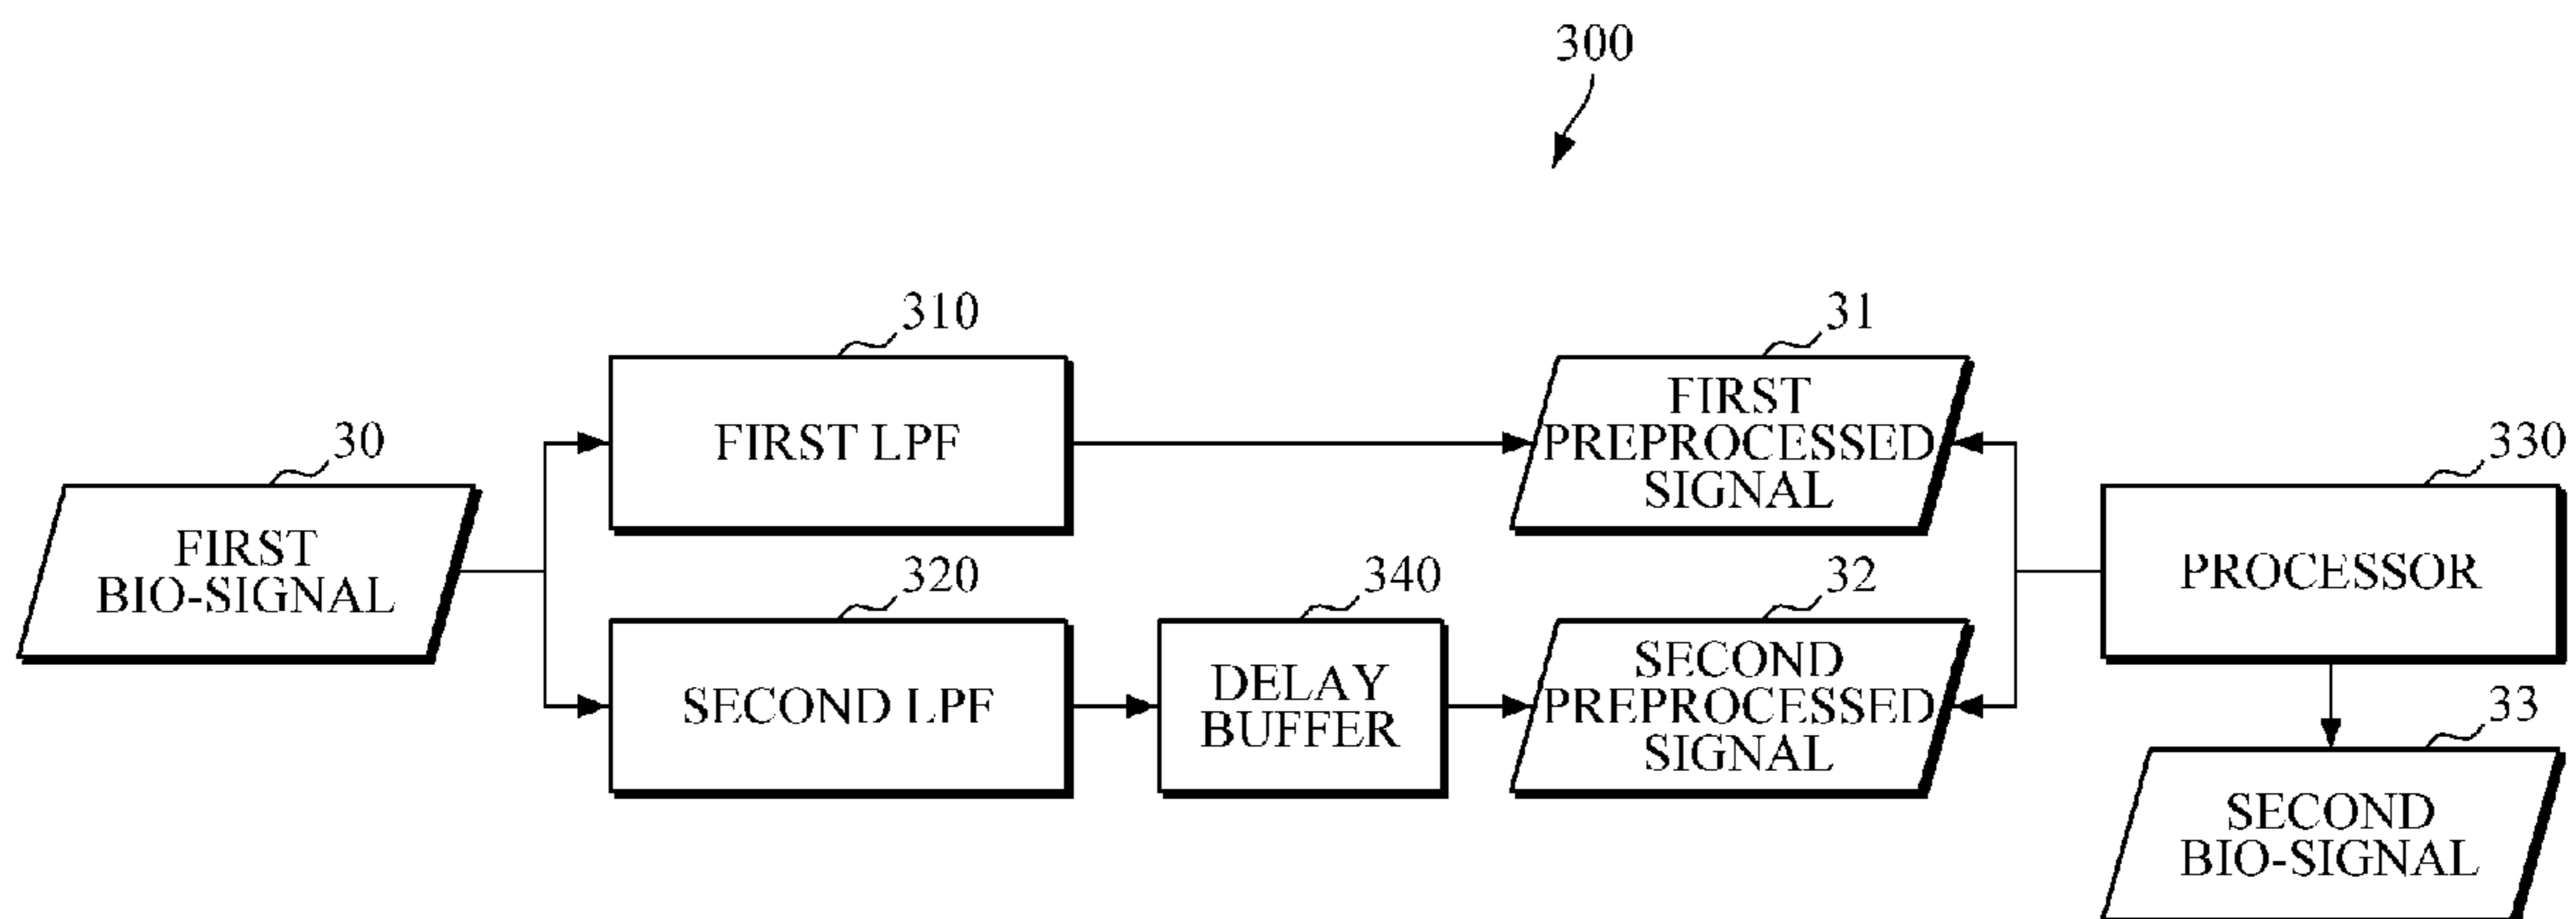 300
310
31
FIRST LPF
FIRST
PREPROCESSED
SIGNAL
30
330
FIRST
BIO-SIGNAL
PROCESSOR
320
340
32
SECOND LPF
DELAY
BUFFER
SECOND
PREPROCESSED
SIGNAL
33
SECOND
BIO-SIGNAL